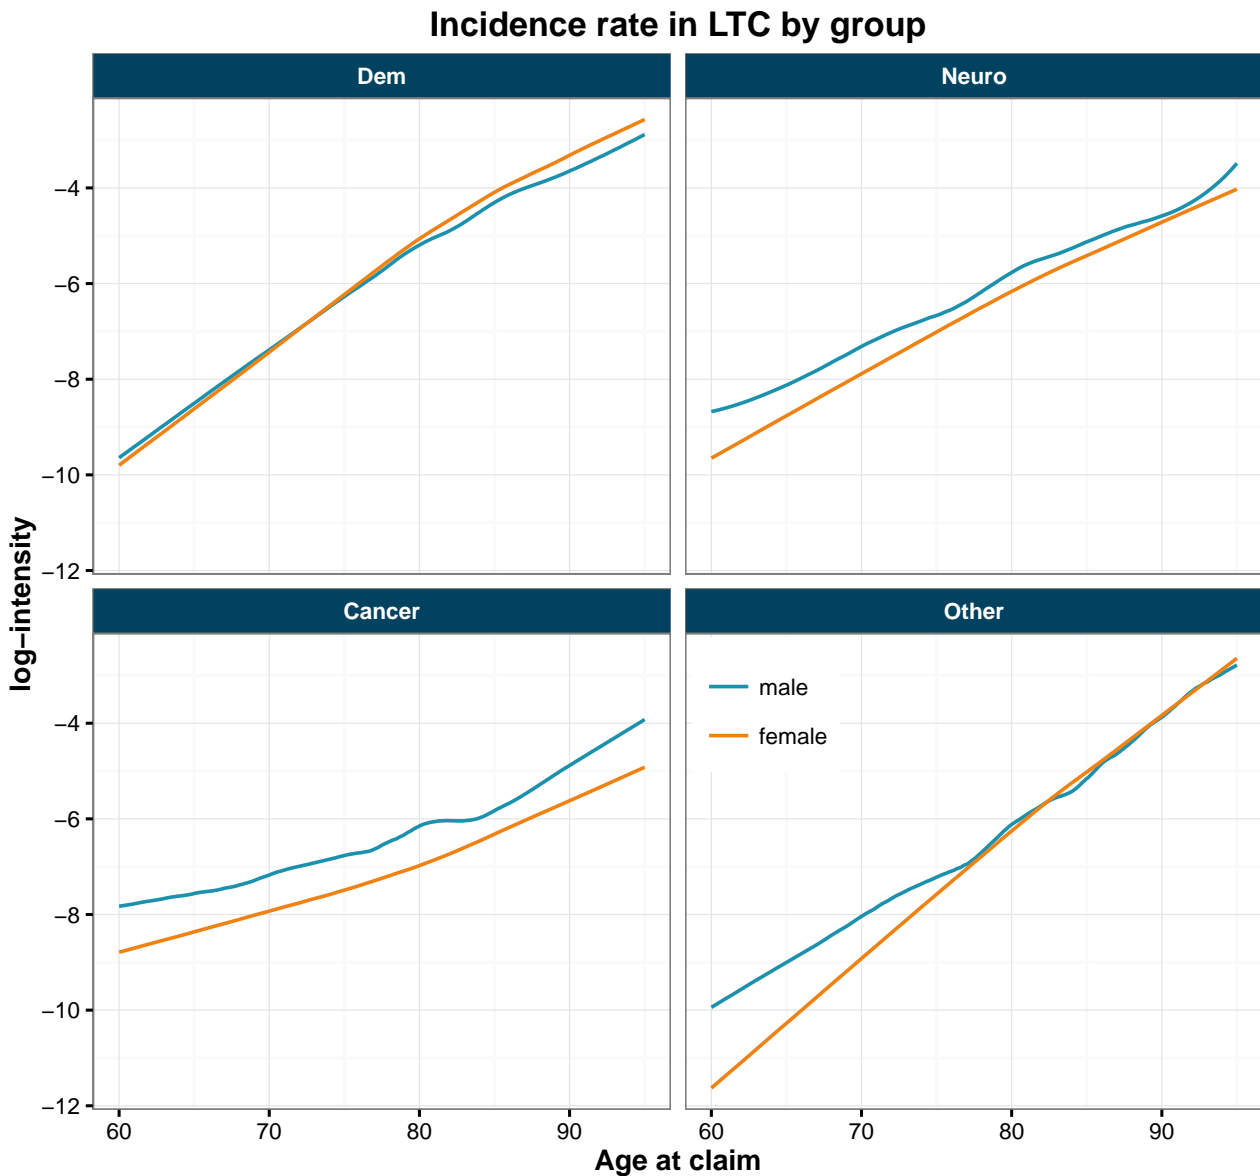 Incidence rate in LTC by group
Dem
Neuro
−4
−6
−8
−10
−12
Cancer
Other
male
female
−4
−6
−8
−10
−12
log−intensity
60
70
80
90
60
70
80
90
Age at claim